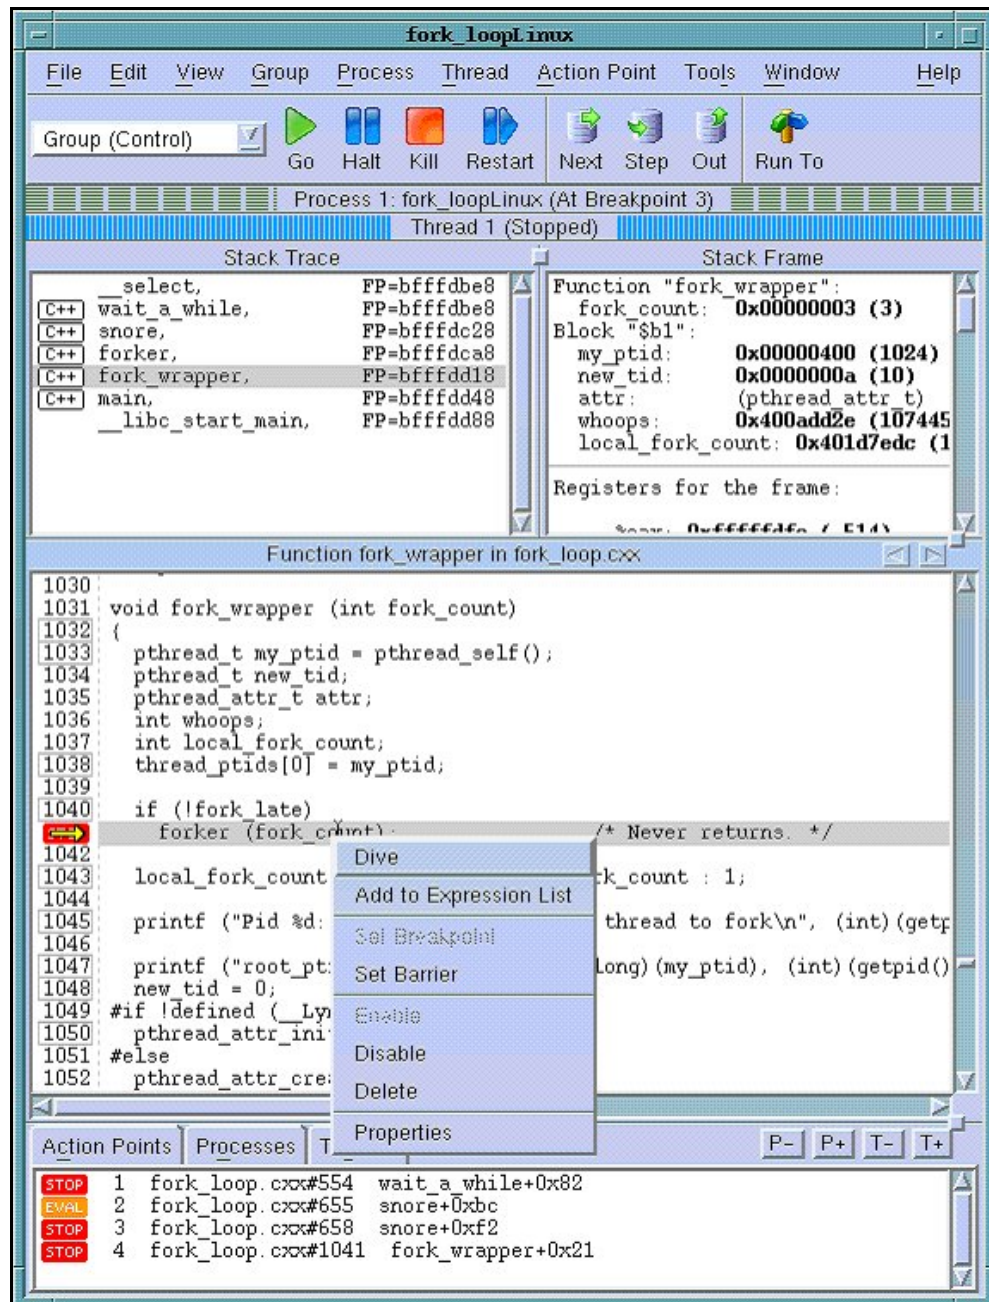 fork_loopLinux
File Edit View Group Process Thread Action Point Tools Window Help
Group (Control)
Go Halt Kill Restart Next Step Out Run To
Process 1: fork_loopLinux (At Breakpoint 3)
Thread 1 (Stopped)
Stack Trace
__select, FP=bfffdbe8
C++ wait_a_while, FP=bfffdbe8
C++ snore, FP=bfffdc28
C++ forker, FP=bfffdca8
C++ fork_wrapper, FP=bfffdd18
C++ main, FP=bfffdd48
__libc_start_main, FP=bfffdd88
Stack Frame
Function "fork_wrapper":
fork_count: 0x00000003 (3)
Block "$b1":
my_ptid: 0x00000400 (1024)
new_tid: 0x0000000a (10)
attr: (pthread_attr_t)
whoops: 0x400add2e (107445
local_fork_count: 0x401d7edc (1
Registers for the frame:
Function fork_wrapper in fork_loop.cxx
1030
1031 void fork_wrapper (int fork_count)
1032 {
1033 pthread_t my_ptid = pthread_self();
1034 pthread_t new_tid;
1035 pthread_attr_t attr;
1036 int whoops;
1037 int local_fork_count;
1038 thread_ptids[0] = my_ptid;
1039
1040 if (!fork_late)
forker (fork_count); /* Never returns. */
1042
1043 local_fork_count k_count : 1;
1044
1045 printf ("Pid %d: thread to fork\n", (int)(getp
1046
1047 printf ("root_pt long)(my_ptid), (int)(getpid()
1048 new_tid = 0;
1049 #if !defined (__Ly
1050 pthread_attr_ini
1051 #else
1052 pthread_attr_cre
Dive
Add to Expression List
Set Breakpoint
Set Barrier
Enable
Disable
Delete
Properties
Action Points Processes T P- P+ T- T+
STOP 1 fork_loop.cxx#554 wait_a_while+0x82
EVAL 2 fork_loop.cxx#655 snore+0xbc
STOP 3 fork_loop.cxx#658 snore+0xf2
STOP 4 fork_loop.cxx#1041 fork_wrapper+0x21